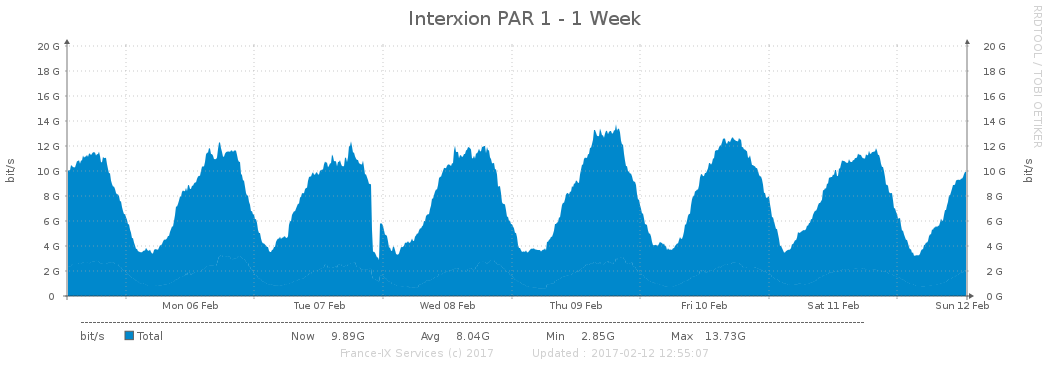 Interxion PAR 1 - 1 Week
RRDTOOL / TOBI OETIKER
20 G 20 G
18 G 18 G
16 G 16 G
14 G 14 G
12 G 12 G
10 G 10 G
8 G 8 G
6 G 6 G
4 G 4 G
2 G 2 G
0 0 G
bit/s
bit/s
Mon 06 Feb Tue 07 Feb Wed 08 Feb Thu 09 Feb Fri 10 Feb Sat 11 Feb Sun 12 Feb
bit/s Total Now 9.89G Avg 8.04G Min 2.85G Max 13.73G
France-IX Services (c) 2017 Updated : 2017-02-12 12:55:07